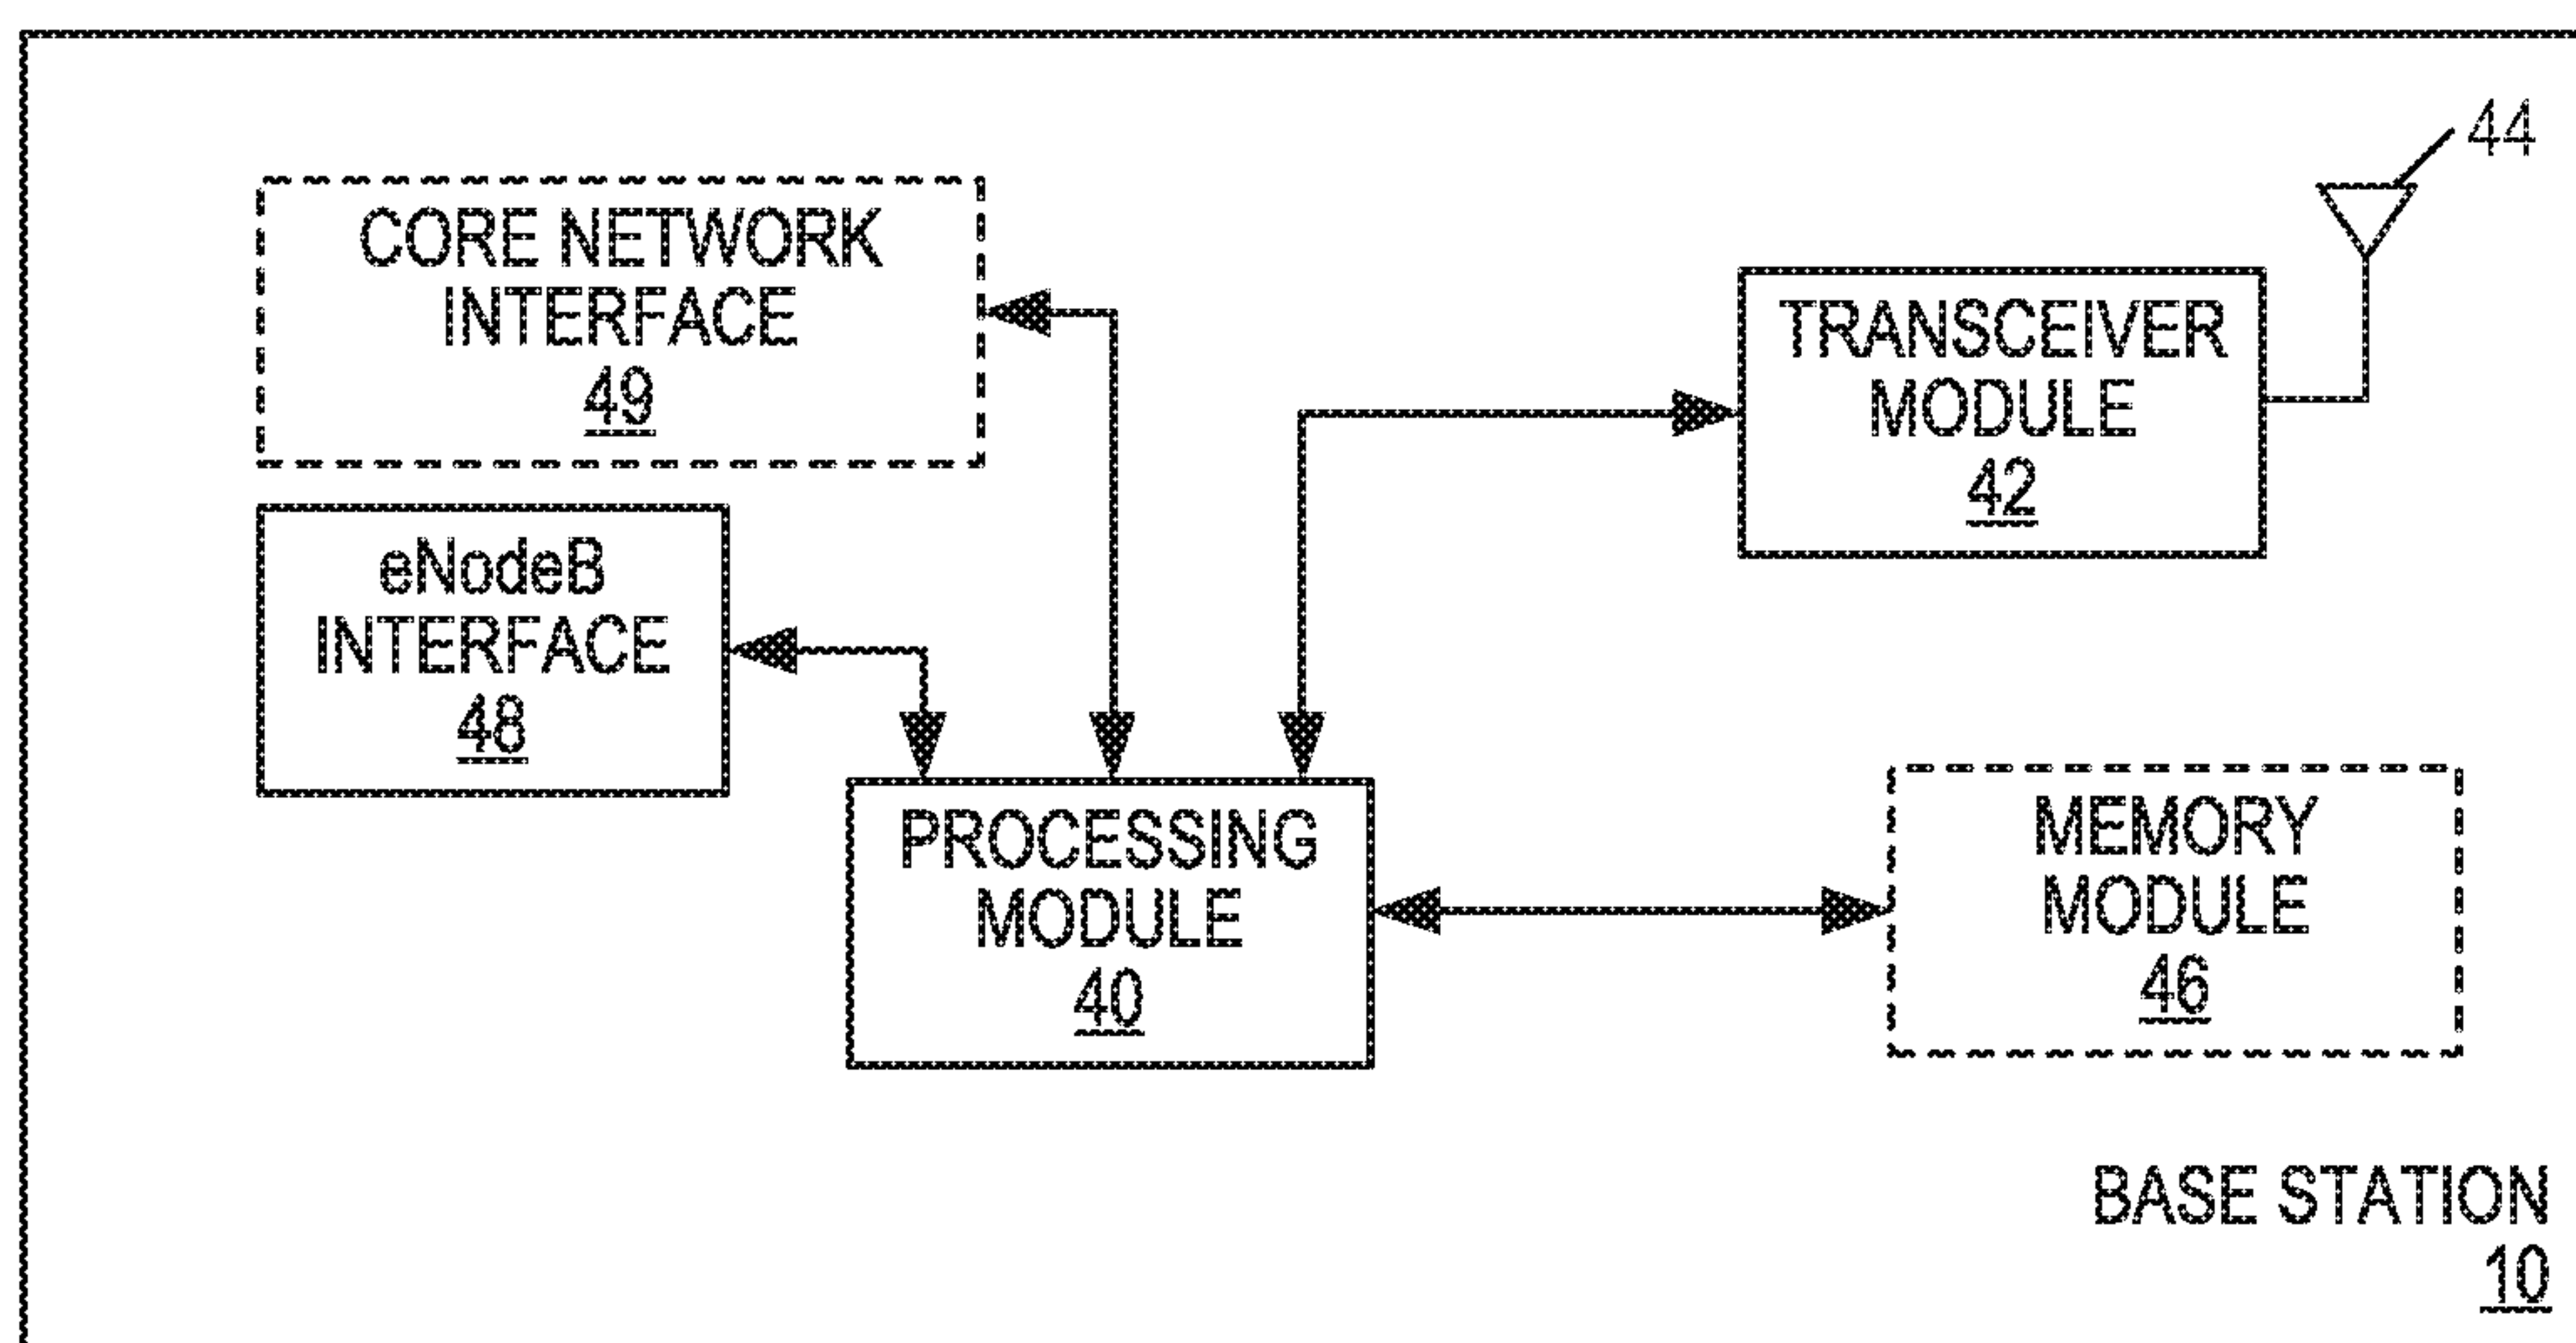 44
CORE NETWORK
INTERFACE
49
TRANSCEIVER
MODULE
42
eNodeB
INTERFACE
48
PROCESSING
MODULE
40
MEMORY
MODULE
46
BASE STATION
10